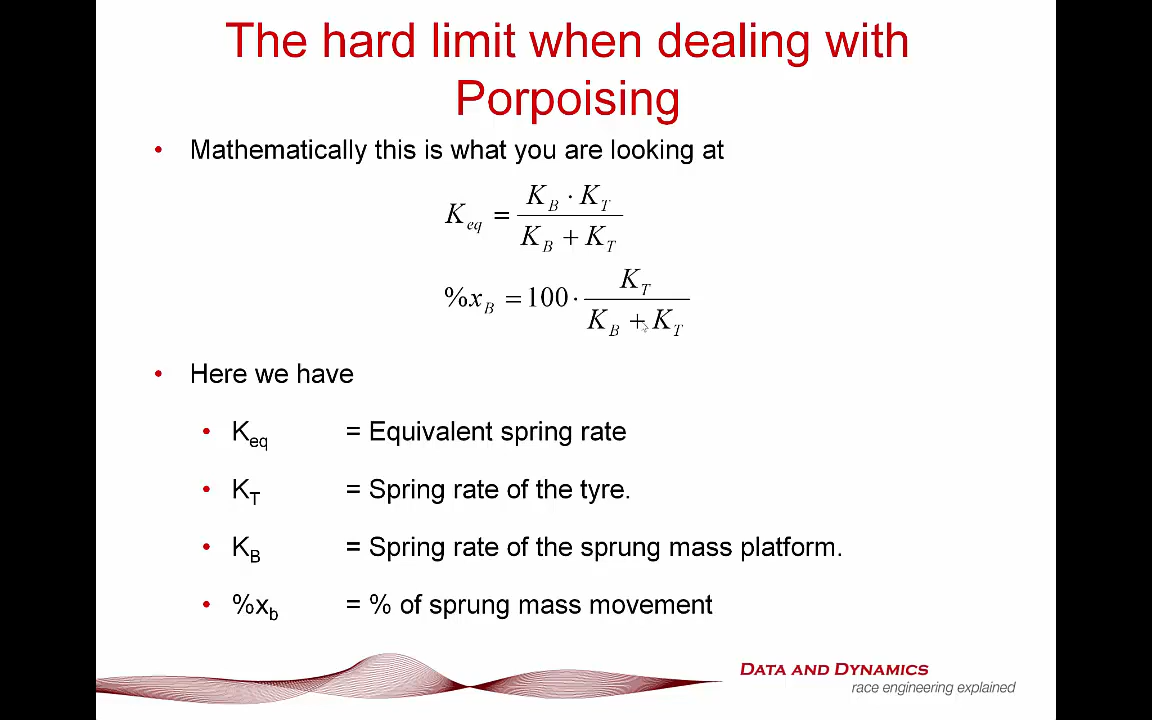 The hard limit when dealing with
Porpoising
• Mathematically this is what you are looking at
K_eq = (K_B · K_T) / (K_B + K_T)
%x_B = 100 · K_T / (K_B + K_T)
• Here we have
• K_eq = Equivalent spring rate
• K_T = Spring rate of the tyre.
• K_B = Spring rate of the sprung mass platform.
• %x_b = % of sprung mass movement
DATA AND DYNAMICS
race engineering explained